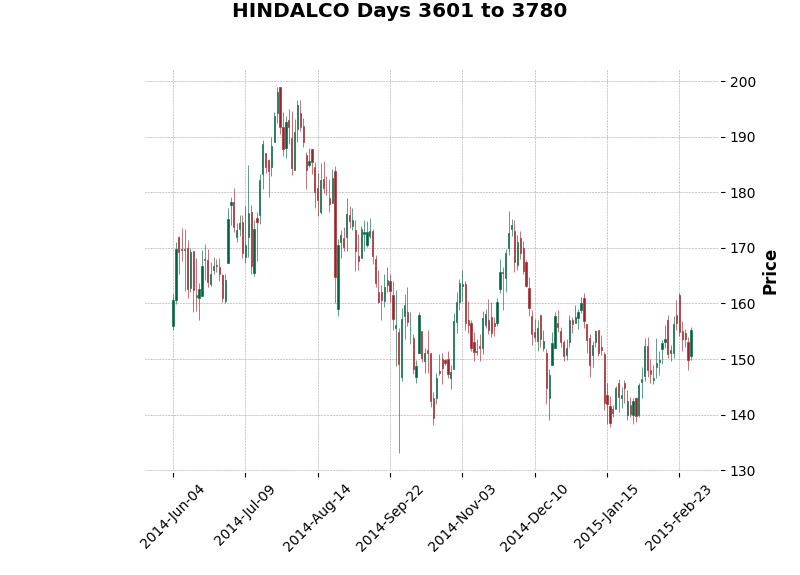 HINDALCO Days 3601 to 3780
200
190
180
170
160
150
140
130
Price
2014-Jun-04
2014-Jul-09
2014-Aug-14
2014-Sep-22
2014-Nov-03
2014-Dec-10
2015-Jan-15
2015-Feb-23